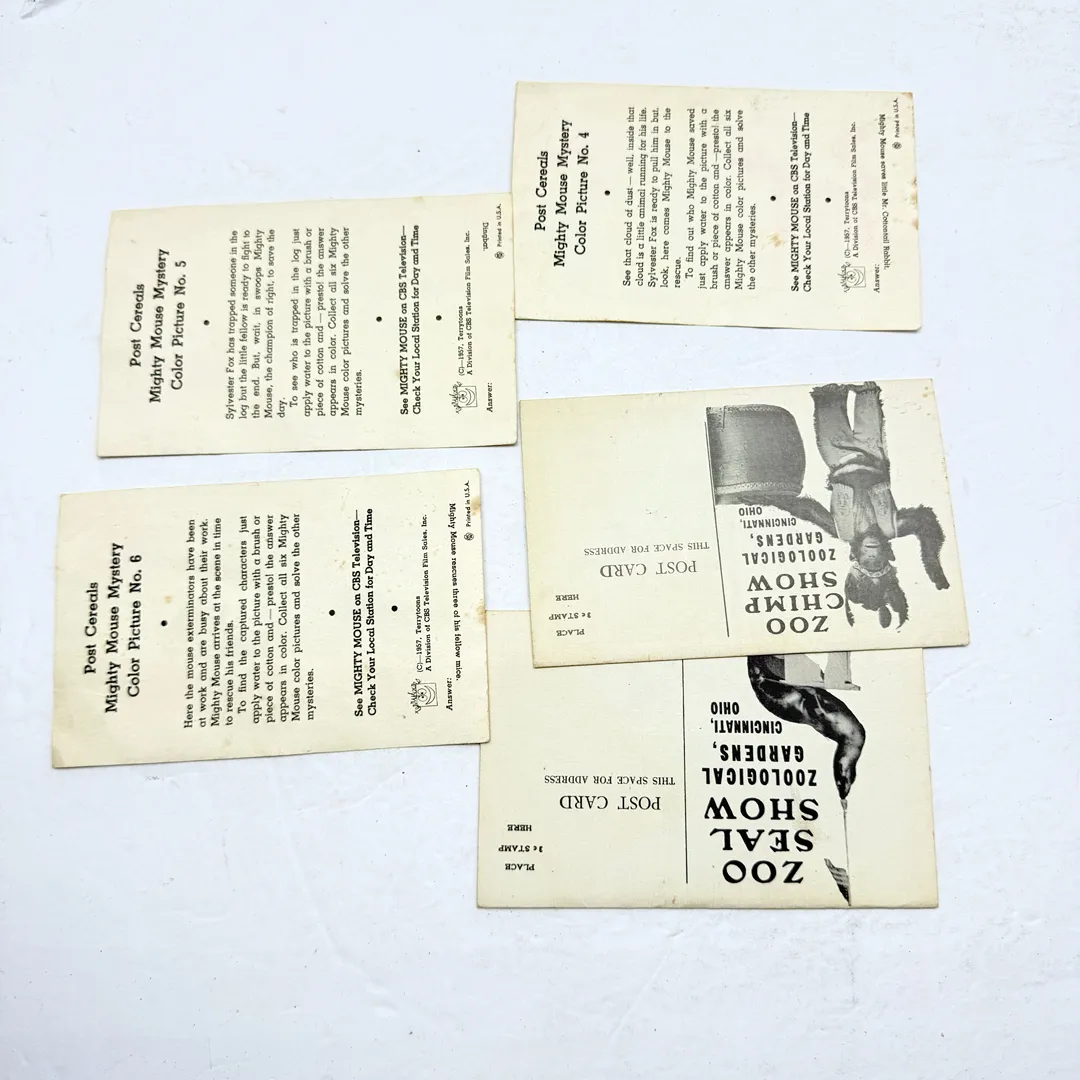 Post Cereals
Mighty Mouse Mystery
Color Picture No. 5
•
Sylvester Fox has trapped someone in the
log but the little fellow is ready to fight to
the end. But, wait, in swoops Mighty
Mouse, the champion of right, to save the
day.
To see who is trapped in the log just
apply water to the picture with a brush or
piece of cotton and—presto! the answer
appears in color. Collect all six Mighty
Mouse color pictures and solve the other
mysteries.
•
See MIGHTY MOUSE on CBS Television—
Check Your Local Station for Day and Time
•
(C)—1957, Terrytoons
A Division of CBS Television Film Sales, Inc.
Answer:
Dingbat.
Printed in U.S.A.
Post Cereals
Mighty Mouse Mystery
Color Picture No. 4
•
See that cloud of dust—well, inside that
cloud is a little animal running for his life.
Sylvester Fox is ready to pull him in but,
look, here comes Mighty Mouse to the
rescue.
To find out who Mighty Mouse saved
just apply water to the picture with a
brush or piece of cotton and—presto! the
answer appears in color. Collect all six
Mighty Mouse color pictures and solve
the other mysteries.
•
See MIGHTY MOUSE on CBS Television—
Check Your Local Station for Day and Time
•
(C)—1957, Terrytoons
A Division of CBS Television Film Sales, Inc.
Answer:
Mighty Mouse saves little Mr. Cottontail Rabbit.
Printed in U.S.A.
Post Cereals
Mighty Mouse Mystery
Color Picture No. 6
•
Here the mouse exterminators have been
at work and are busy about their work.
Mighty Mouse arrives at the scene in time
to rescue his friends.
To find the captured characters just
apply water to the picture with a brush or
piece of cotton and—presto! the answer
appears in color. Collect all six Mighty
Mouse color pictures and solve the other
mysteries.
•
See MIGHTY MOUSE on CBS Television—
Check Your Local Station for Day and Time
•
(C)—1957, Terrytoons
A Division of CBS Television Film Sales, Inc.
Answer:
Mighty Mouse rescues three of his fellow mice.
Printed in U.S.A.
ZOO
CHIMP
SHOW
ZOOLOGICAL
GARDENS,
CINCINNATI,
OHIO
PLACE
3¢ STAMP
HERE
POST CARD
THIS SPACE FOR ADDRESS
ZOO
SEAL
SHOW
ZOOLOGICAL
GARDENS,
CINCINNATI,
OHIO
PLACE
3¢ STAMP
HERE
POST CARD
THIS SPACE FOR ADDRESS